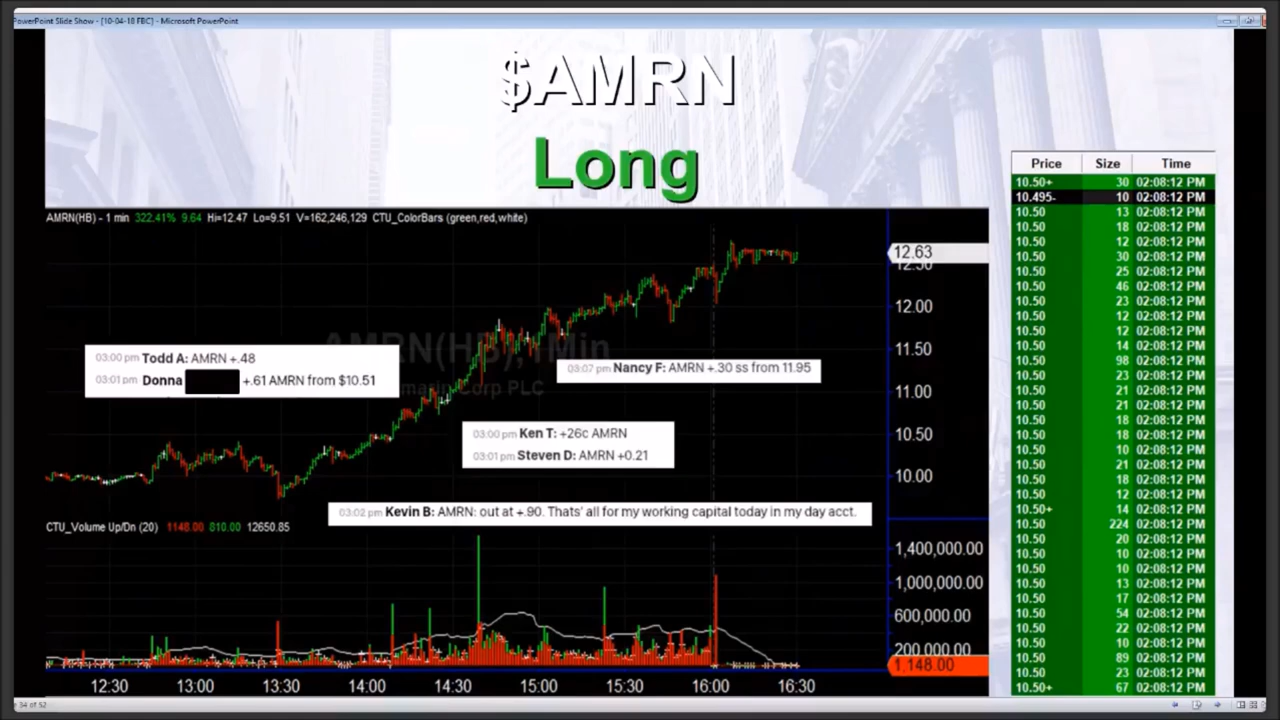 PowerPoint Slide Show - [10-04-18 FBC] - Microsoft PowerPoint
$AMRN
Long
AMRN(HB) - 1 min 322.41% 9.64 Hi=12.47 Lo=9.51 V=162,246,129 CTU_ColorBars (green,red,white)
AMRN(HB),1Min
marin Corp PLC
03:00 pm Todd A: AMRN +.48
03:01 pm Donna +.61 AMRN from $10.51
03:07 pm Nancy F: AMRN +.30 ss from 11.95
03:00 pm Ken T: +26c AMRN
03:01 pm Steven D: AMRN +0.21
03:02 pm Kevin B: AMRN: out at +.90. Thats' all for my working capital today in my day acct.
12.63
12.50
12.00
11.50
11.00
10.50
10.00
CTU_Volume Up/Dn (20) 1148.00 810.00 12650.85
1,400,000.00
1,000,000.00
600,000.00
200,000.00
1,148.00
12:30 13:00 13:30 14:00 14:30 15:00 15:30 16:00 16:30
Price Size Time
10.50+ 30 02:08:12 PM
10.495- 10 02:08:12 PM
10.50 13 02:08:12 PM
10.50 18 02:08:12 PM
10.50 12 02:08:12 PM
10.50 30 02:08:12 PM
10.50 25 02:08:12 PM
10.50 46 02:08:12 PM
10.50 23 02:08:12 PM
10.50 12 02:08:12 PM
10.50 12 02:08:12 PM
10.50 14 02:08:12 PM
10.50 98 02:08:12 PM
10.50 23 02:08:12 PM
10.50 21 02:08:12 PM
10.50 21 02:08:12 PM
10.50 18 02:08:12 PM
10.50 18 02:08:12 PM
10.50 10 02:08:12 PM
10.50 21 02:08:12 PM
10.50 18 02:08:12 PM
10.50 12 02:08:12 PM
10.50+ 14 02:08:12 PM
10.50 224 02:08:12 PM
10.50 20 02:08:12 PM
10.50 10 02:08:12 PM
10.50 10 02:08:12 PM
10.50 13 02:08:12 PM
10.50 17 02:08:12 PM
10.50 54 02:08:12 PM
10.50 22 02:08:12 PM
10.50 10 02:08:12 PM
10.50 89 02:08:12 PM
10.50 23 02:08:12 PM
10.50+ 67 02:08:12 PM
e 34 of 52